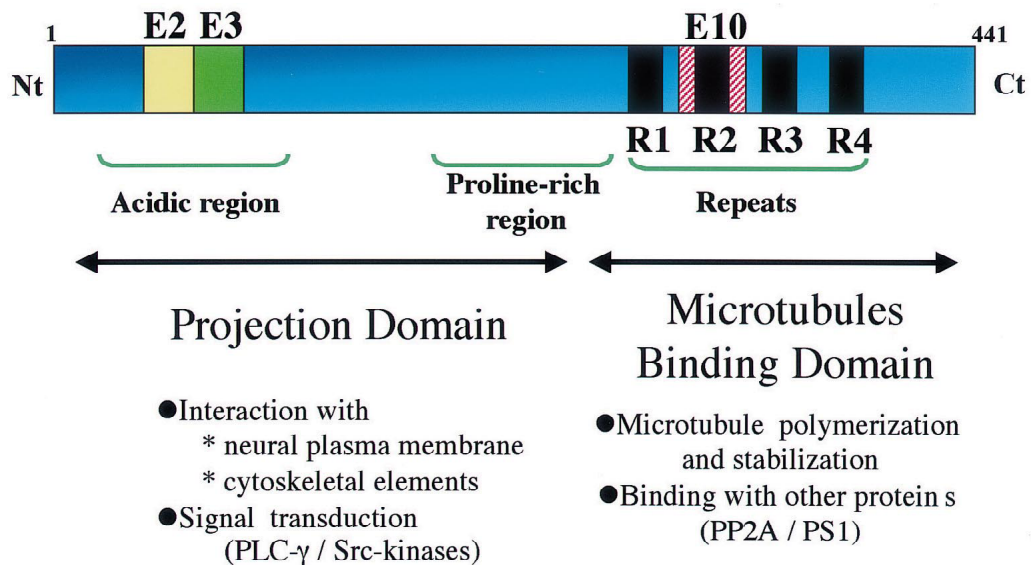 1
E2 E3
E10
441
Nt
Ct
R1 R2 R3 R4
Acidic region
Proline-rich
region
Repeats
Projection Domain
●Interaction with
* neural plasma membrane
* cytoskeletal elements
●Signal transduction
(PLC-γ / Src-kinases)
Microtubules
Binding Domain
●Microtubule polymerization
and stabilization
●Binding with other protein s
(PP2A / PS1)